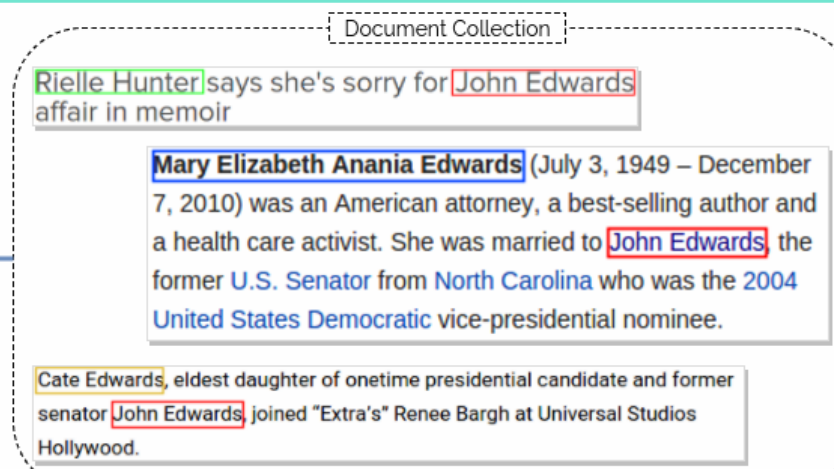 Document Collection
Rielle Hunter says she's sorry for John Edwards
affair in memoir
Mary Elizabeth Anania Edwards (July 3, 1949 – December
7, 2010) was an American attorney, a best-selling author and
a health care activist. She was married to John Edwards, the
former U.S. Senator from North Carolina who was the 2004
United States Democratic vice-presidential nominee.
Cate Edwards, eldest daughter of onetime presidential candidate and former
senator John Edwards, joined “Extra's" Renee Bargh at Universal Studios
Hollywood.